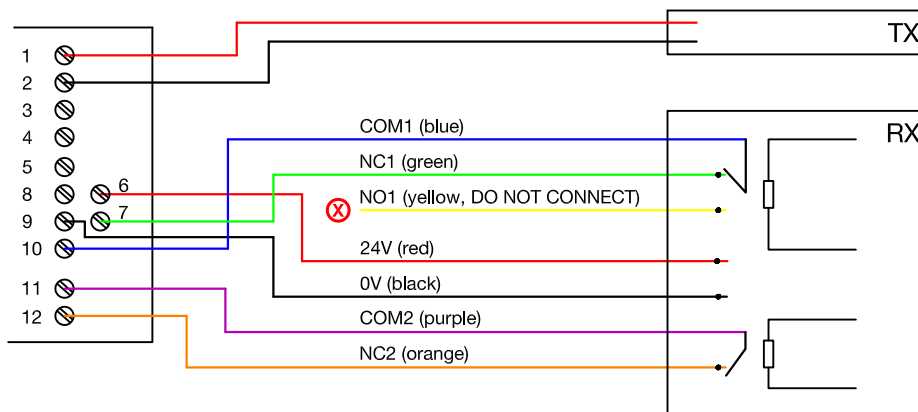 TX
1
2
3
4
5
8 6
9 7
10
11
12
RX
COM1 (blue)
NC1 (green)
X NO1 (yellow, DO NOT CONNECT)
24V (red)
0V (black)
COM2 (purple)
NC2 (orange)